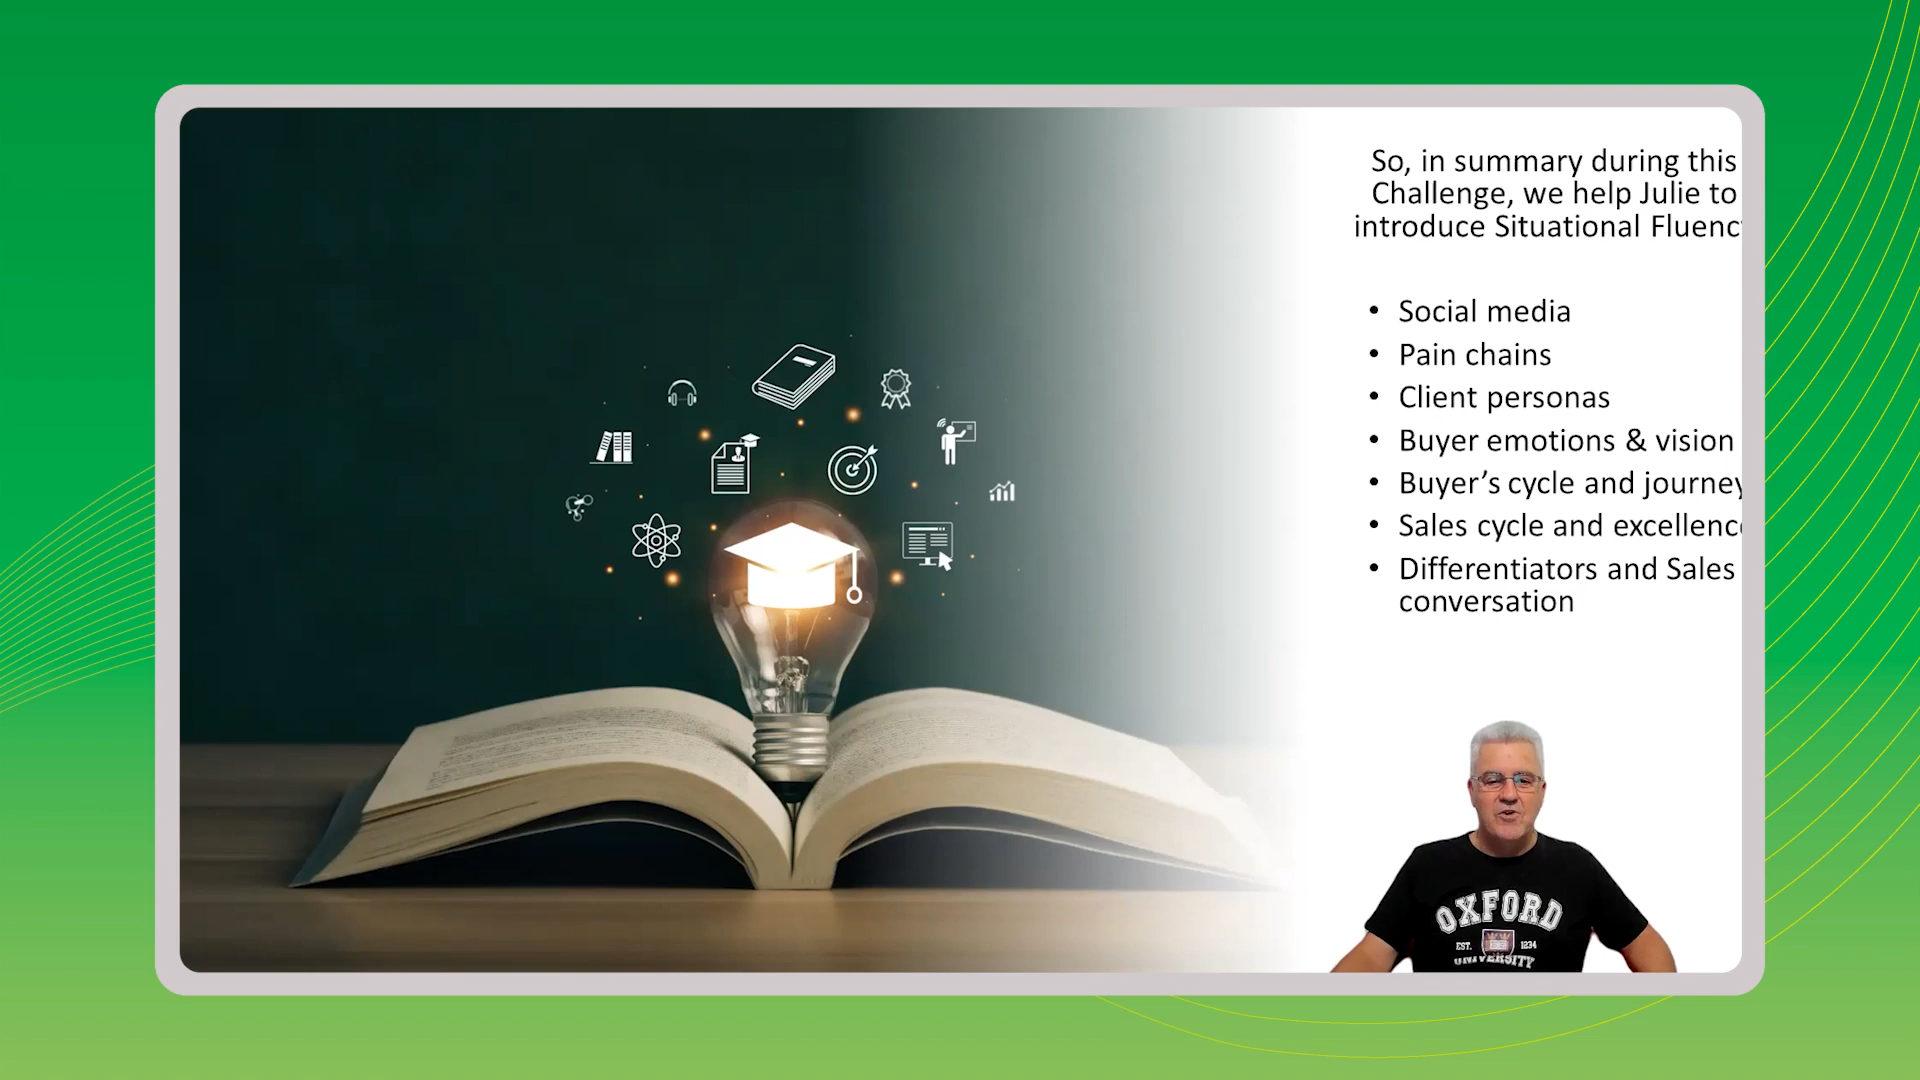 So, in summary during this
Challenge, we help Julie to
introduce Situational Fluenc
• Social media
• Pain chains
• Client personas
• Buyer emotions & vision
• Buyer’s cycle and journey
• Sales cycle and excellenc
• Differentiators and Sales
conversation
OXFORD
EST. 1234
UNIVERSITY